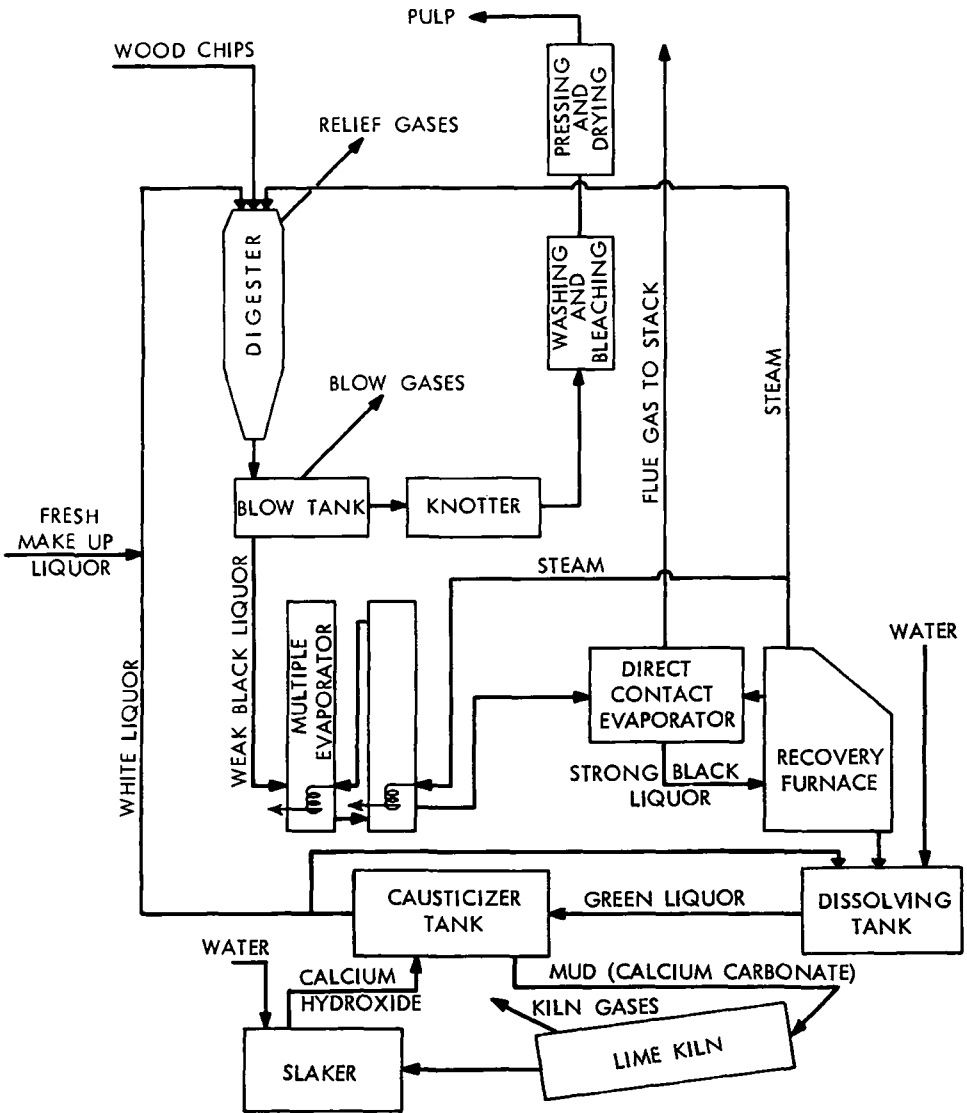 PULP
WOOD CHIPS
RELIEF GASES
PRESSING
AND
DRYING
DIGESTER
WASHING
AND
BLEACHING
FLUE GAS TO STACK
STEAM
BLOW GASES
BLOW TANK
KNOTTER
FRESH
MAKE UP
LIQUOR
STEAM
WATER
WHITE LIQUOR
WEAK BLACK LIQUOR
MULTIPLE
EVAPORATOR
DIRECT
CONTACT
EVAPORATOR
RECOVERY
FURNACE
STRONG BLACK
LIQUOR
CAUSTICIZER
TANK
GREEN LIQUOR
DISSOLVING
TANK
WATER
CALCIUM
HYDROXIDE
MUD (CALCIUM CARBONATE)
KILN GASES
SLAKER
LIME KILN